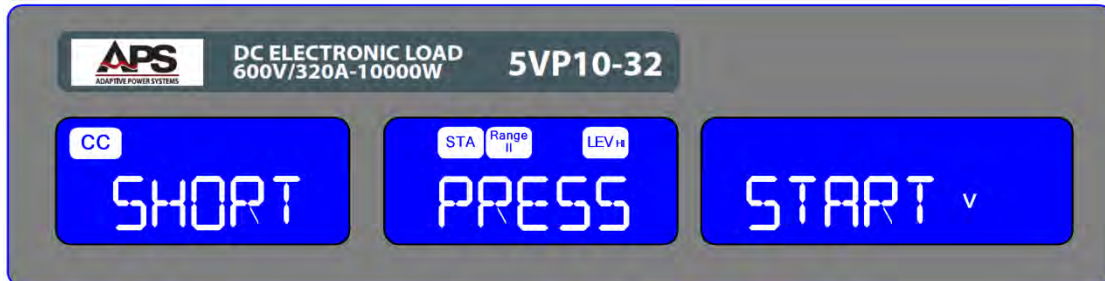 APS
ADAPTIVE POWER SYSTEMS
DC ELECTRONIC LOAD
600V/320A-10000W
5VP10-32
CC
SHORT
STA
Range
II
LEV HI
PRESS
START V